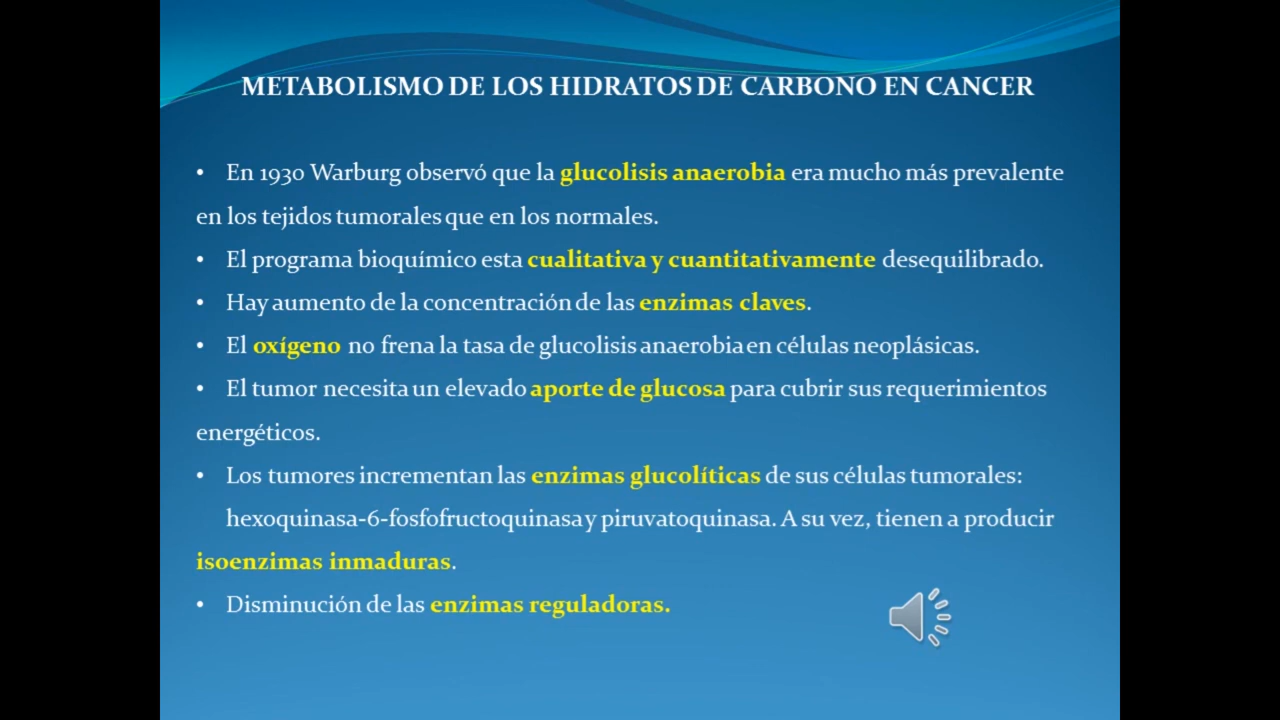 METABOLISMO DE LOS HIDRATOS DE CARBONO EN CANCER
• En 1930 Warburg observó que la glucolisis anaerobia era mucho más prevalente
en los tejidos tumorales que en los normales.
• El programa bioquímico esta cualitativa y cuantitativamente desequilibrado.
• Hay aumento de la concentración de las enzimas claves.
• El oxígeno no frena la tasa de glucolisis anaerobia en células neoplásicas.
• El tumor necesita un elevado aporte de glucosa para cubrir sus requerimientos
energéticos.
• Los tumores incrementan las enzimas glucolíticas de sus células tumorales:
hexoquinasa-6-fosfofructoquinasa y piruvatoquinasa. A su vez, tienen a producir
isoenzimas inmaduras.
• Disminución de las enzimas reguladoras.